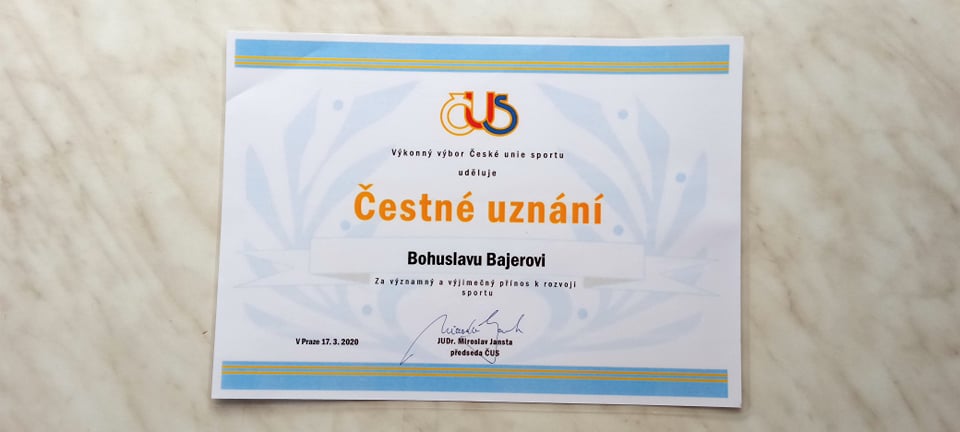 ČUS
Výkonný výbor České unie sportu
uděluje
Čestné uznání
Bohuslavu Bajerovi
Za významný a výjimečný přínos k rozvoji
sportu
V Praze 17. 3. 2020
JUDr. Miroslav Jansta
předseda ČUS